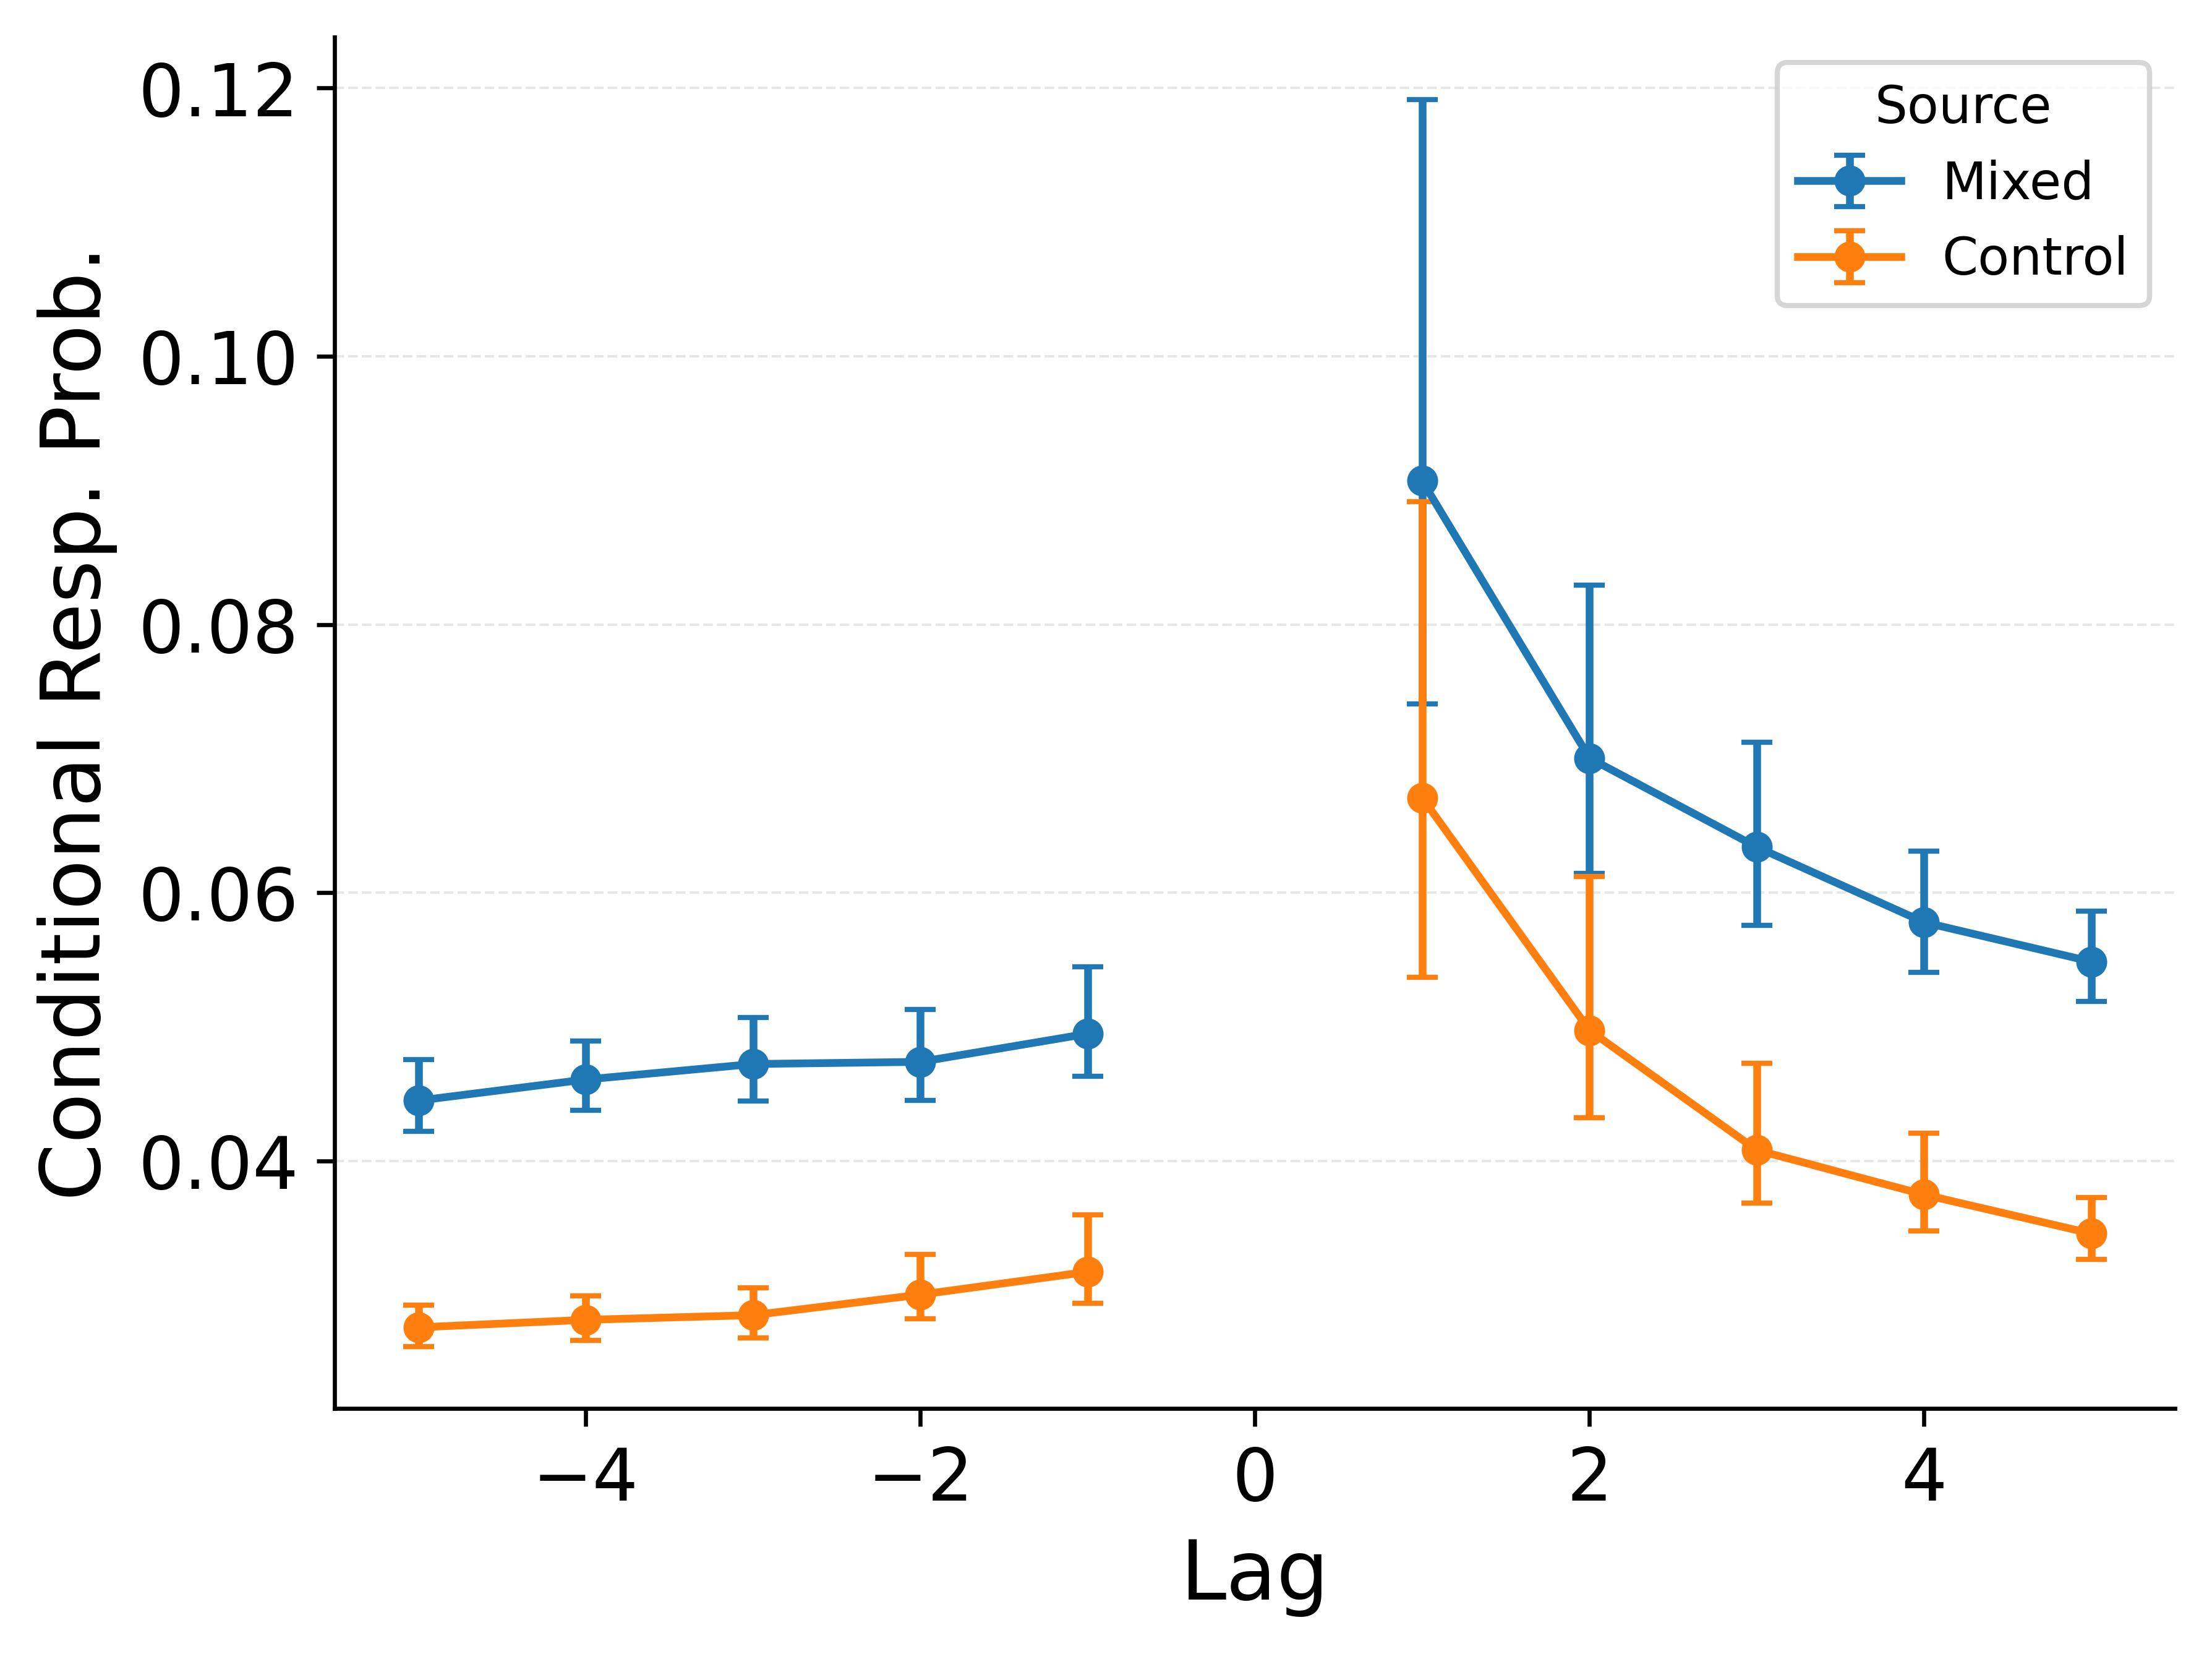 0.12
0.10
0.08
0.06
0.04
Conditional Resp. Prob.
Source
Mixed
Control
−4 −2 0 2 4
Lag